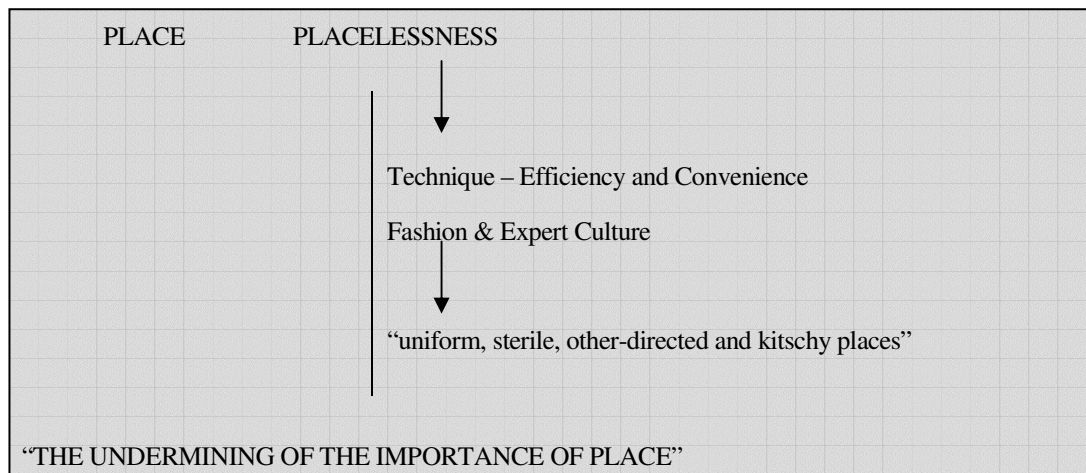 PLACE PLACELESSNESS
Technique – Efficiency and Convenience
Fashion & Expert Culture
“uniform, sterile, other-directed and kitschy places”
“THE UNDERMINING OF THE IMPORTANCE OF PLACE”